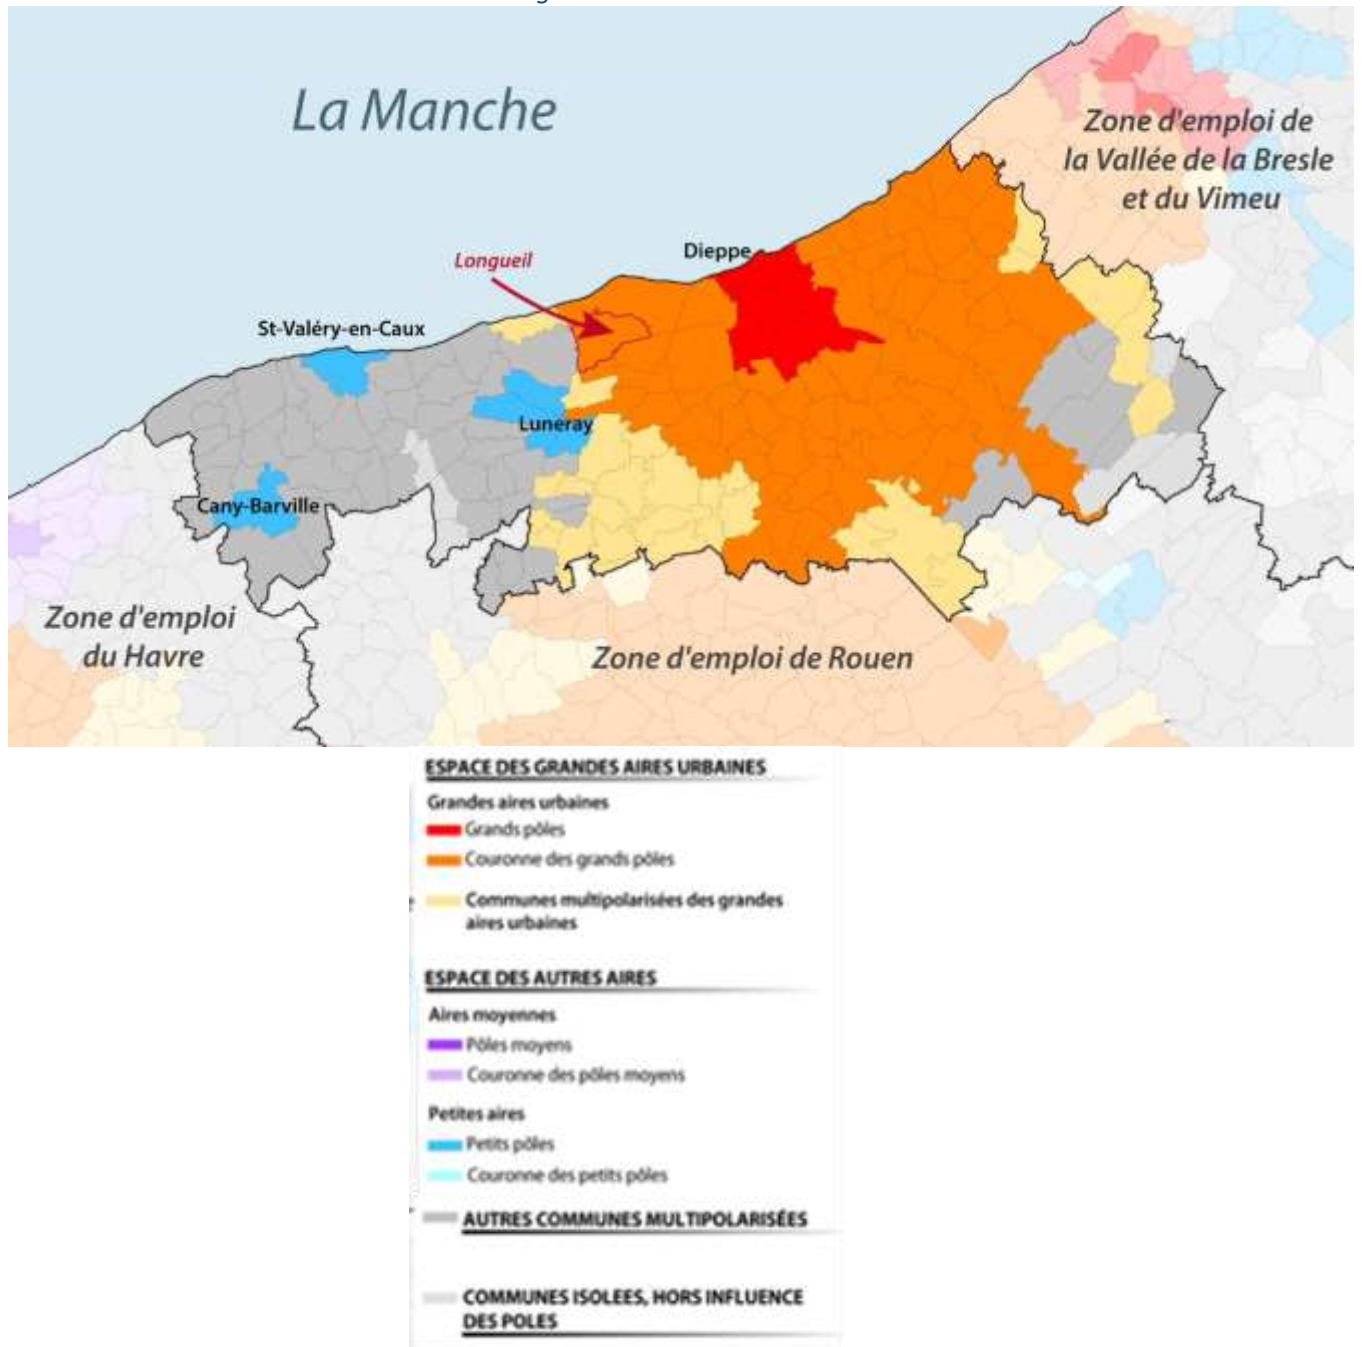 La Manche
Zone d'emploi de
la Vallée de la Bresle
et du Vimeu
Dieppe
Longueil
St-Valéry-en-Caux
Luneray
Cany-Barville
Zone d'emploi
du Havre
Zone d'emploi de Rouen
ESPACE DES GRANDES AIRES URBAINES
Grandes aires urbaines
Grands pôles
Couronne des grands pôles
Communes multipolarisées des grandes
aires urbaines
ESPACE DES AUTRES AIRES
Aires moyennes
Pôles moyens
Couronne des pôles moyens
Petites aires
Petits pôles
Couronne des petits pôles
AUTRES COMMUNES MULTIPOLARISÉES
COMMUNES ISOLEES, HORS INFLUENCE
DES POLES